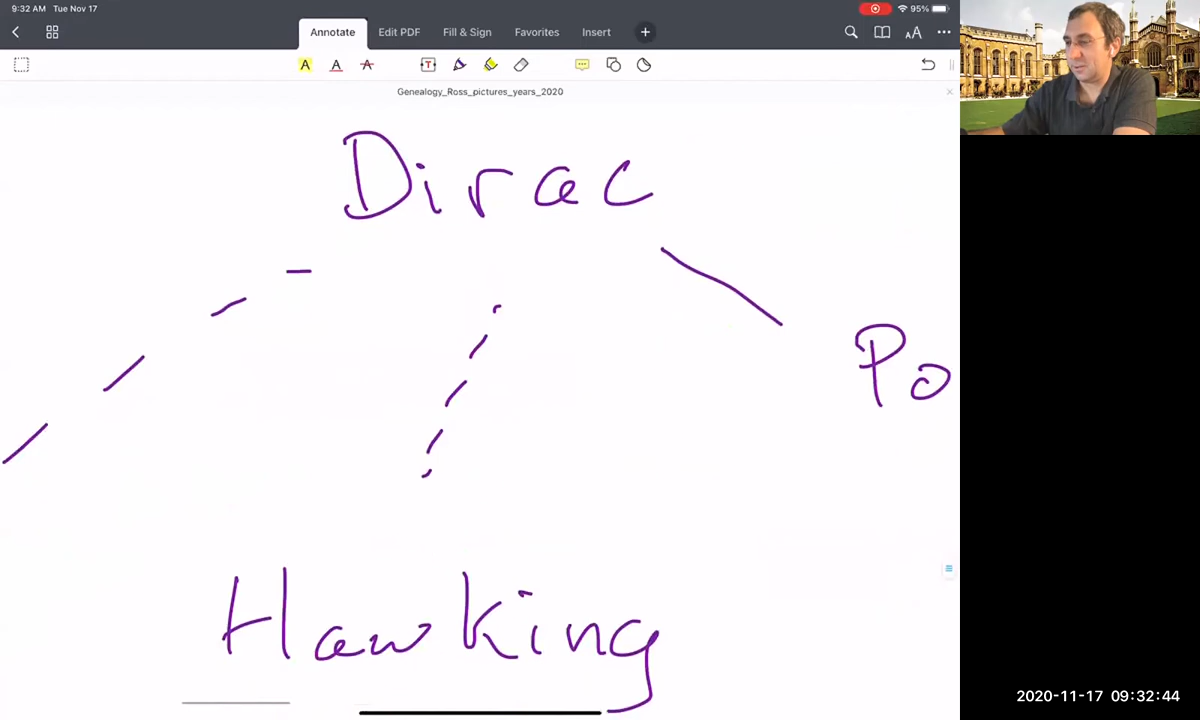 9:32 AM Tue Nov 17
95%
Annotate Edit PDF Fill & Sign Favorites Insert
AA
A A A T
Genealogy_Ross_pictures_years_2020
Dirac
Po
Hawking
2020-11-17 09:32:44